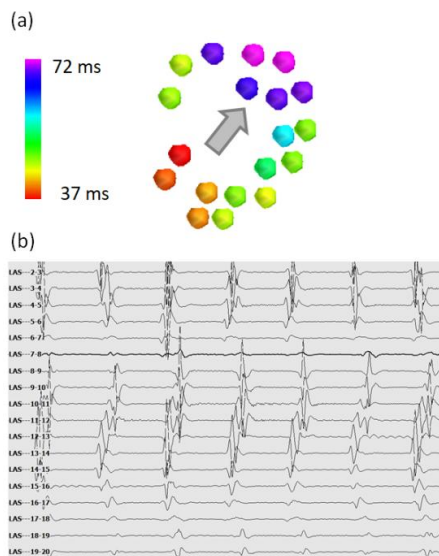 (a)
72 ms
37 ms
(b)
LAS 2-3
LAS 3-4
LAS 4-5
LAS 5-6
LAS 6-7
LAS 7-8
LAS 8-9
LAS 9-10
LAS 10-11
LAS 11-12
LAS 12-13
LAS 13-14
LAS 14-15
LAS 15-16
LAS 16-17
LAS 17-18
LAS 18-19
LAS 19-20